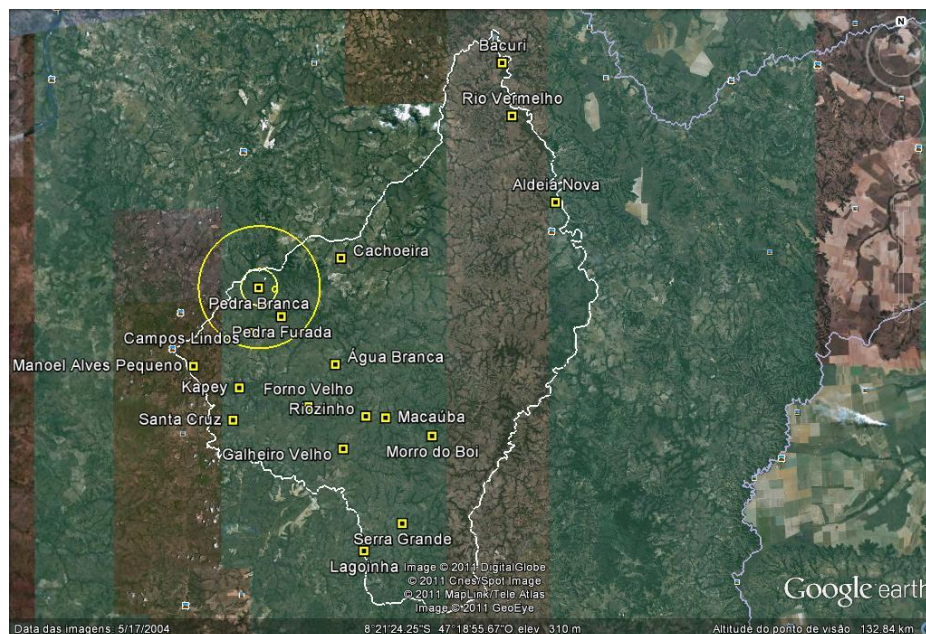 N
Bacuri
Rio Vermelho
Aldeia Nova
Cachoeira
Pedra Branca
Pedra Furada
Campos Lindos
Água Branca
Manoel Alves Pequeno
Kapey
Forno Velho
Riozinho
Macaúba
Santa Cruz
Galheiro Velho
Morro do Boi
Serra Grande
Lagoinha
Image © 2011 DigitalGlobe
© 2011 Cnes/Spot Image
© 2011 MapLink/Tele Atlas
Image © 2011 GeoEye
Google earth
Data das imagens: 5/17/2004
8°21'24.25"S 47°18'55.67"O elev 310 m
Altitude do ponto de visão 132.84 km